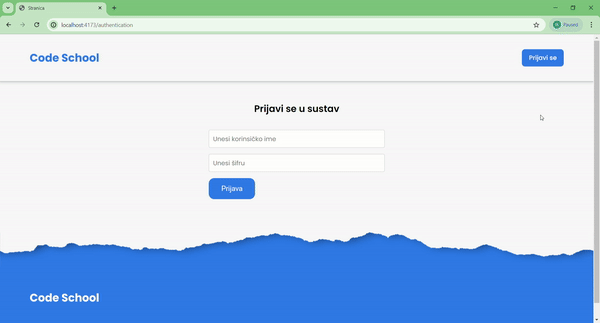 Stranica
localhost:4173/authentication
Paused
Code School
Prijavi se
Prijavi se u sustav
Unesi korinsičko ime
Unesi šifru
Prijava
Code School